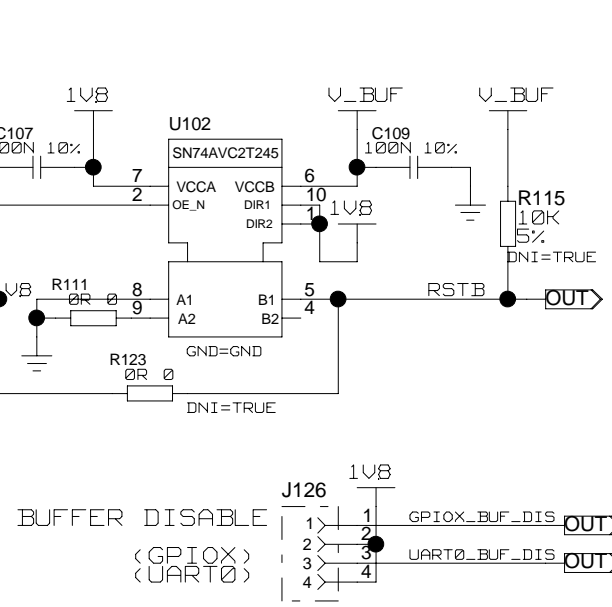 1V8 V_BUF V_BUF
U102
C107 C109
100N 10% SN74AVC2T245 100N 10%
7 VCCA VCCB 6
2 OE_N DIR1 10
DIR2 1 1V8
R115
10K
5%
DNI=TRUE
V8 R111
0R 0 8 A1 B1 5 RSTB OUT
9 A2 B2 4
GND=GND
R123
0R 0
DNI=TRUE
1V8
J126
BUFFER DISABLE 1 1 GPIOX_BUF_DIS OUT
2 2
(GPIOX) 3 3 UART0_BUF_DIS OUT
(UART0) 4 4